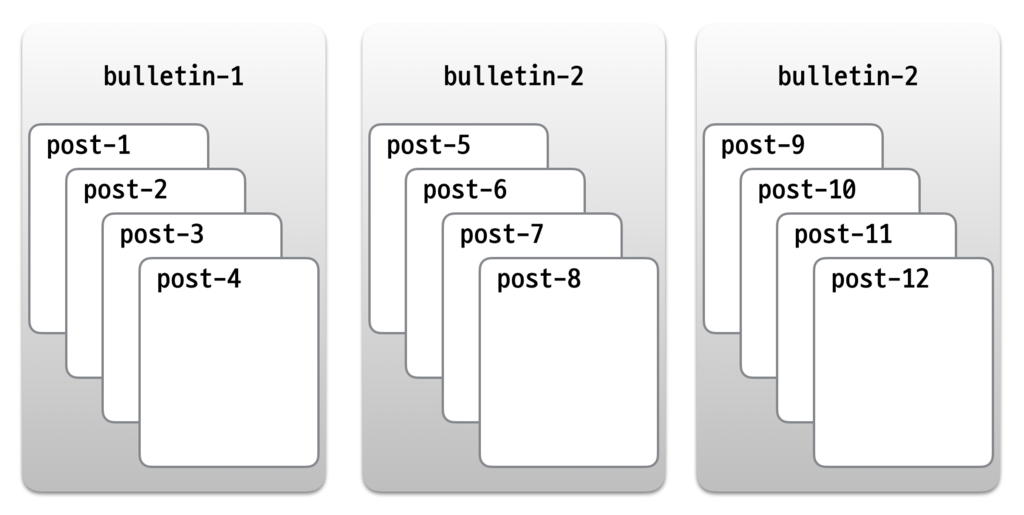 bulletin-1
post-1
post-2
post-3
post-4
bulletin-2
post-5
post-6
post-7
post-8
bulletin-2
post-9
post-10
post-11
post-12